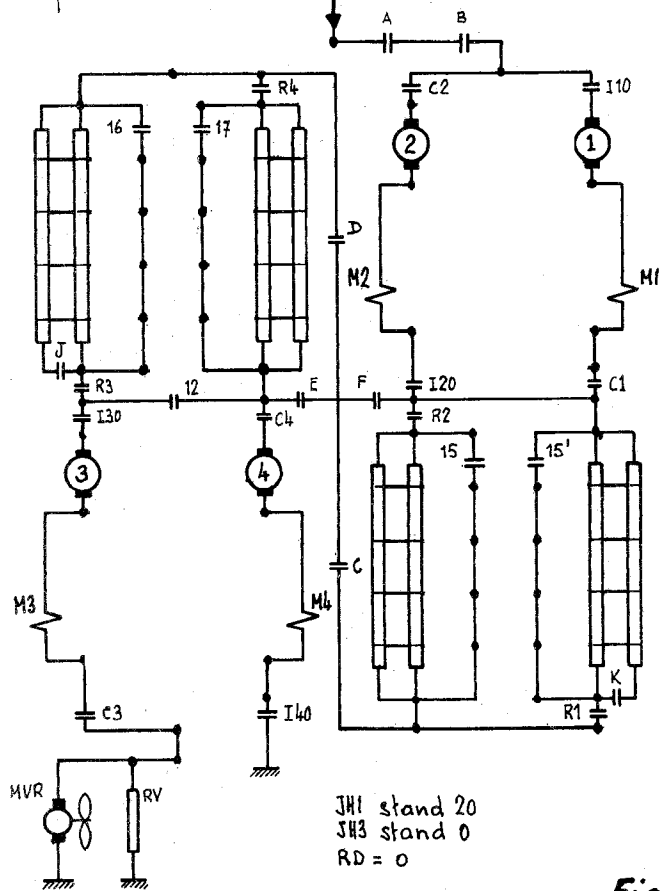 A
B
C2
I10
R4
16
17
2
1
D
M2
M1
J
R3
12
E
F
I20
C1
I30
C4
R2
15
15'
3
4
C
M3
M4
K
C3
I40
R1
MVR
RV
JH1 stand 20
JH3 stand 0
RD = 0